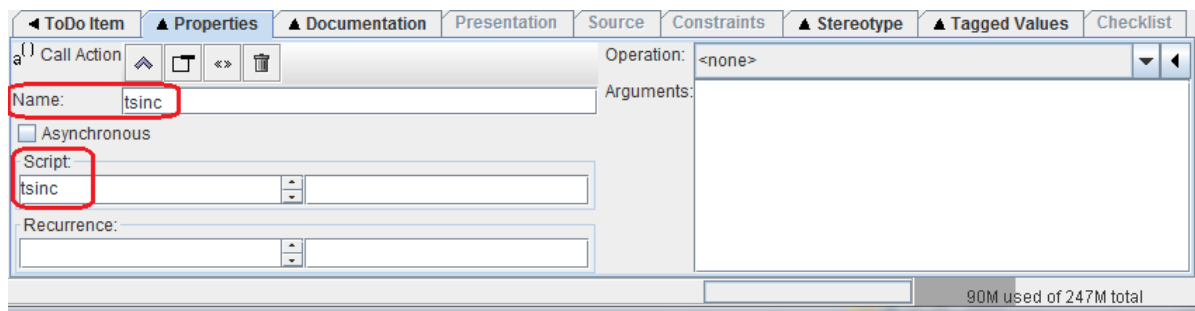 ToDo Item Properties Documentation Presentation Source Constraints Stereotype Tagged Values Checklist
a() Call Action
Operation: <none>
Name: tsinc
Arguments:
Asynchronous
Script:
tsinc
Recurrence:
90M used of 247M total